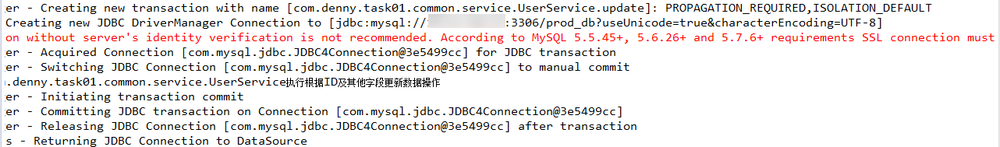 er - Creating new transaction with name [com.denny.task01.common.service.UserService.update]: PROPAGATION_REQUIRED,ISOLATION_DEFAULT
Creating new JDBC DriverManager Connection to [jdbc:mysql:// :3306/prod_db?useUnicode=true&characterEncoding=UTF-8]
on without server's identity verification is not recommended. According to MySQL 5.5.45+, 5.6.26+ and 5.7.6+ requirements SSL connection must
er - Acquired Connection [com.mysql.jdbc.JDBC4Connection@3e5499cc] for JDBC transaction
er - Switching JDBC Connection [com.mysql.jdbc.JDBC4Connection@3e5499cc] to manual commit
.denny.task01.common.service.UserService执行根据ID及其他字段更新数据操作
er - Initiating transaction commit
er - Committing JDBC transaction on Connection [com.mysql.jdbc.JDBC4Connection@3e5499cc]
er - Releasing JDBC Connection [com.mysql.jdbc.JDBC4Connection@3e5499cc] after transaction
s - Returning JDBC Connection to DataSource